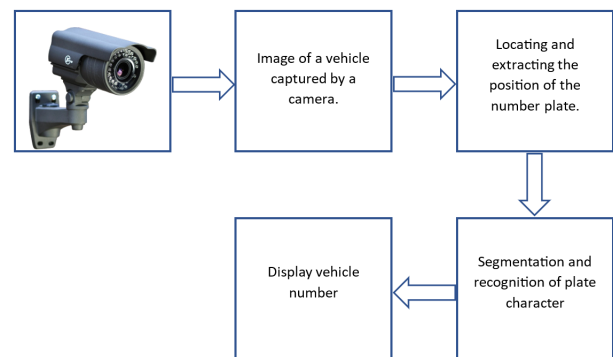 Image of a vehicle
captured by a
camera.
Locating and
extracting the
position of the
number plate.
Segmentation and
recognition of plate
character
Display vehicle
number